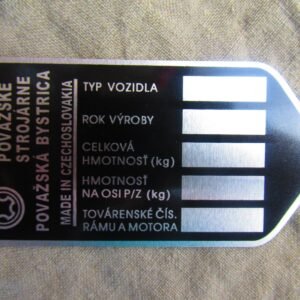 POVAŽSKÉ
STROJÁRNE
POVAŽSKÁ BYSTRICA
MADE IN CZECHOSLOVAKIA
TYP VOZIDLA
ROK VÝROBY
CELKOVÁ
HMOTNOSŤ (kg)
HMOTNOSŤ
NA OSI P/Z (kg)
TOVÁRENSKÉ ČÍS.
RÁMU A MOTORA